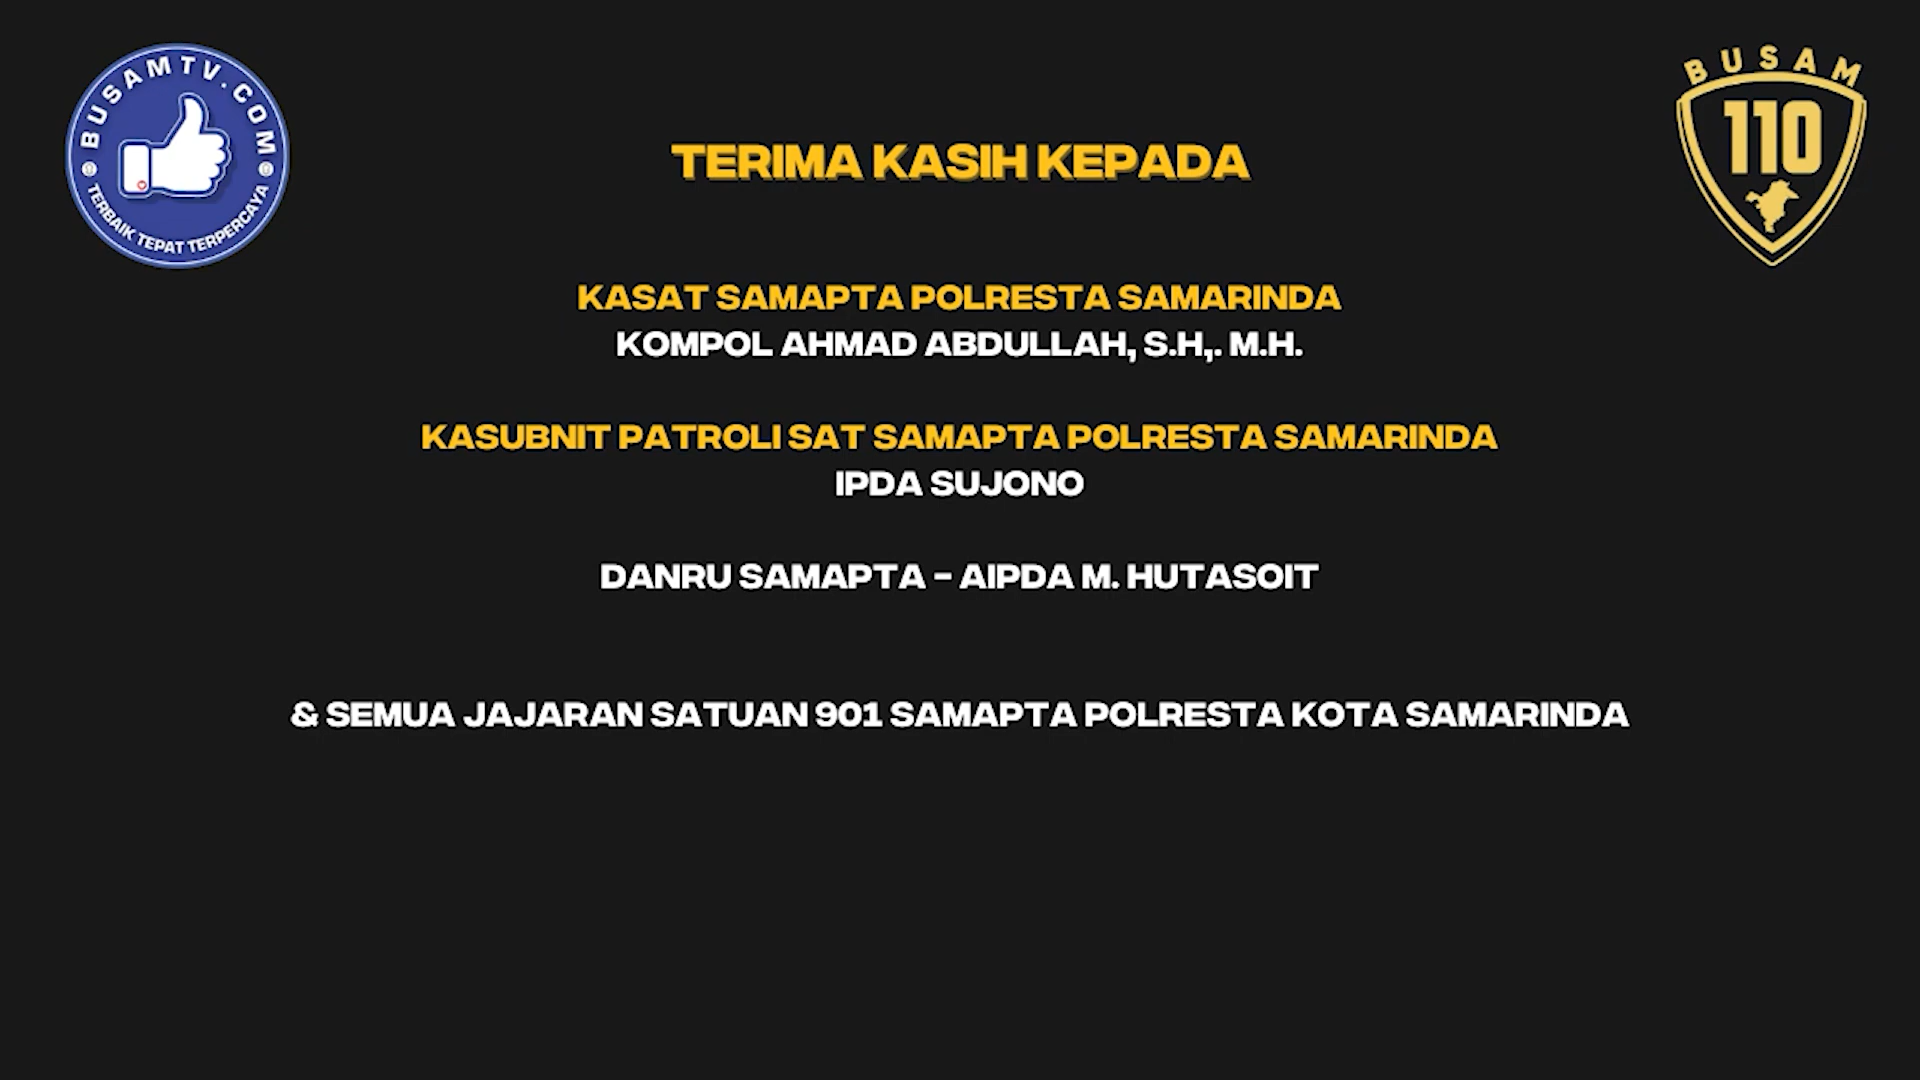 BUSAMTV.COM
TERBAIK TEPAT TERPERCAYA
BUSAM
110
TERIMA KASIH KEPADA
KASAT SAMAPTA POLRESTA SAMARINDA
KOMPOL AHMAD ABDULLAH, S.H,. M.H.
KASUBNIT PATROLI SAT SAMAPTA POLRESTA SAMARINDA
IPDA SUJONO
DANRU SAMAPTA - AIPDA M. HUTASOIT
& SEMUA JAJARAN SATUAN 901 SAMAPTA POLRESTA KOTA SAMARINDA